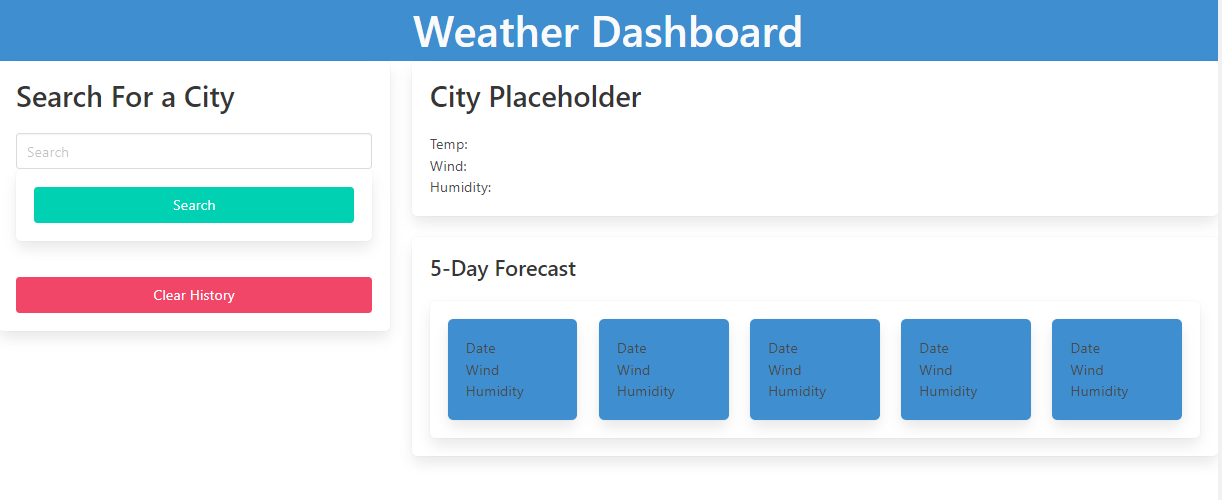 Weather Dashboard
Search For a City
Search
Search
Clear History
City Placeholder
Temp:
Wind:
Humidity:
5-Day Forecast
Date
Wind
Humidity
Date
Wind
Humidity
Date
Wind
Humidity
Date
Wind
Humidity
Date
Wind
Humidity